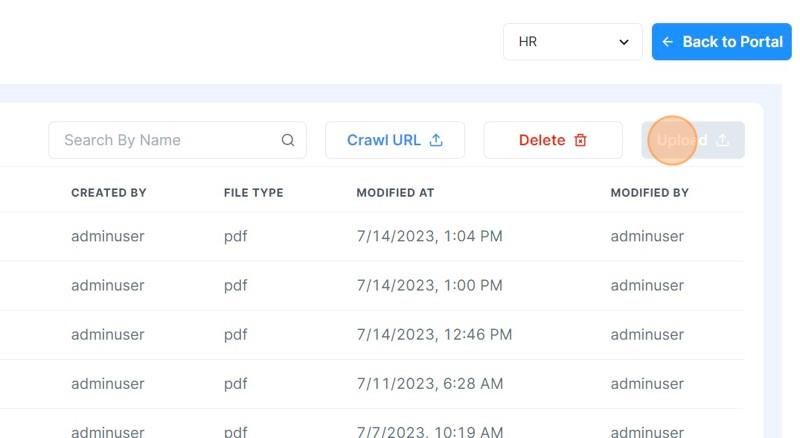 HR
Back to Portal
Search By Name
Crawl URL
Delete
Upload
CREATED BY FILE TYPE MODIFIED AT MODIFIED BY
adminuser pdf 7/14/2023, 1:04 PM adminuser
adminuser pdf 7/14/2023, 1:00 PM adminuser
adminuser pdf 7/14/2023, 12:46 PM adminuser
adminuser pdf 7/11/2023, 6:28 AM adminuser
adminuser pdf 7/7/2023, 10:19 AM adminuser